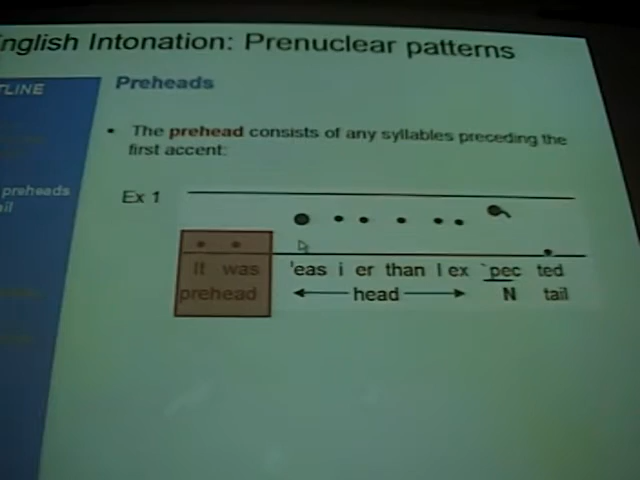 nglish Intonation: Prenuclear patterns
TLINE
Preheads
• The prehead consists of any syllables preceding the
first accent:
preheads
il
Ex 1
It was 'eas i er than I ex `pec ted
prehead head N tail